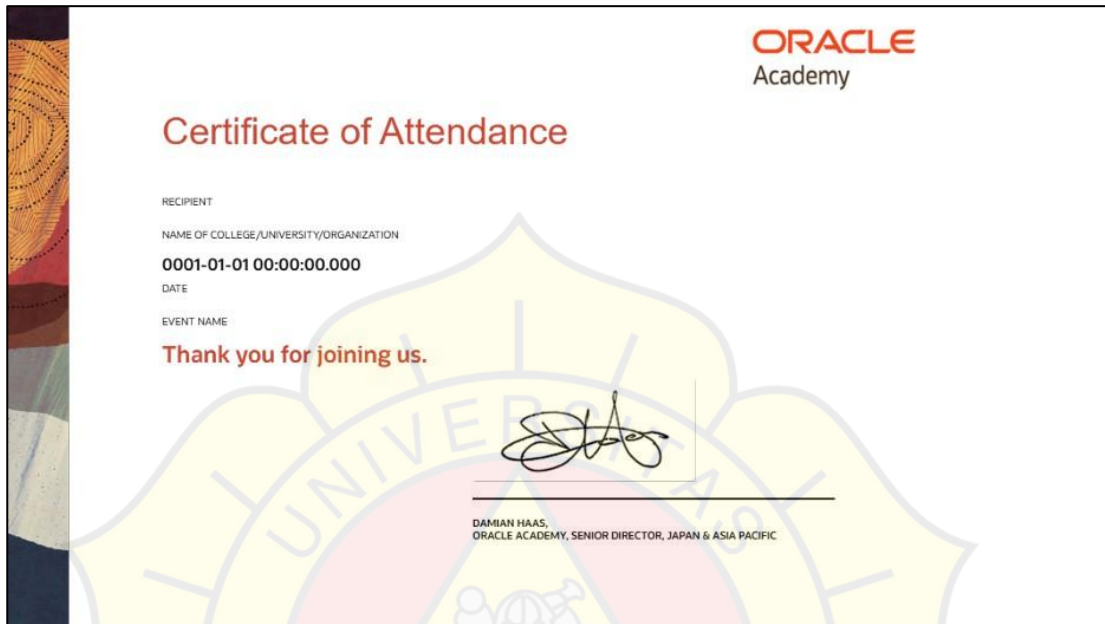 ORACLE
Academy
Certificate of Attendance
RECIPIENT
NAME OF COLLEGE/UNIVERSITY/ORGANIZATION
0001-01-01 00:00:00.000
DATE
EVENT NAME
Thank you for joining us.
UNIVERSITAS
DAMIAN HAAS,
ORACLE ACADEMY, SENIOR DIRECTOR, JAPAN & ASIA PACIFIC